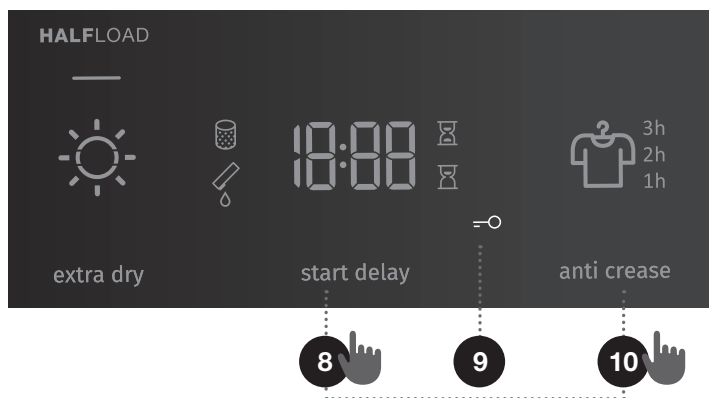 HALFLOAD
18:88
3h
2h
1h
extra dry
start delay
anti crease
8
9
10